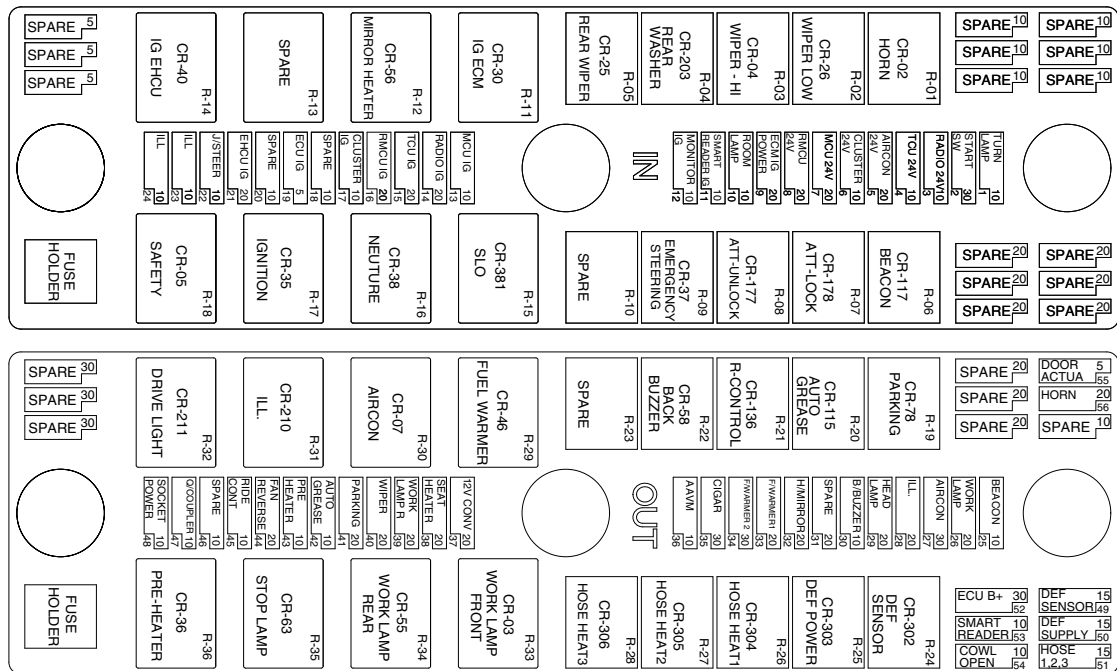 SPARE 5
SPARE 5
SPARE 5
CR-40
IG EHCU
R-14
SPARE
R-13
CR-56
MIRROR HEATER
R-12
CR-30
IG ECM
R-11
CR-25
REAR WIPER
R-05
CR-203
REAR
WASHER
R-04
CR-04
WIPER - HI
R-03
CR-26
WIPER LOW
R-02
CR-02
HORN
R-01
SPARE 10
SPARE 10
SPARE 10
SPARE 10
SPARE 10
SPARE 10
ILL 10
24
ILL 10
23
J/STEER 10
22
EHCU IG 20
21
SPARE 10
20
ECU IG 5
19
SPARE 10
18
CLUSTER 10
IG 17
RMCU IG 20
16
TCU IG 20
15
RADIO IG 20
14
MCU IG 10
13
IN
MONITOR 10
IG 12
SMART 10
READER IG 11
ROOM 10
LAMP 10
ECM IG 20
POWER 9
RMCU 20
24V 8
MCU 24V 20
7
CLUSTER 10
24V 6
AIRCON 20
24V 5
TCU 24V 10
4
RADIO 24V 10
3
START 30
SW 2
TURN 10
LAMP 1
FUSE
HOLDER
CR-05
SAFETY
R-18
CR-35
IGNITION
R-17
CR-38
NEUTURE
R-16
CR-381
SLO
R-15
SPARE
R-10
CR-37
EMERGENCY
STEERING
R-09
CR-177
ATT-UNLOCK
R-08
CR-178
ATT-LOCK
R-07
CR-117
BEACON
R-06
SPARE 20
SPARE 20
SPARE 20
SPARE 20
SPARE 20
SPARE 20
SPARE 30
SPARE 30
SPARE 30
CR-211
DRIVE LIGHT
R-32
CR-210
ILL.
R-31
CR-07
AIRCON
R-30
CR-46
FUEL WARMER
R-29
SPARE
R-23
CR-58
BACK
BUZZER
R-22
CR-136
R-CONTROL
R-21
CR-115
AUTO
GREASE
R-20
CR-78
PARKING
R-19
SPARE 20
DOOR 5
ACTUA 55
SPARE 20
HORN 20
56
SPARE 20
SPARE 10
SOCKET 10
POWER 48
Q/COUPLER 10
47
SPARE 10
46
RIDE 10
CONT 45
FAN 20
REVERSE 44
PRE 10
HEATER 43
AUTO 10
GREASE 42
PARKING 20
41
WIPER 20
40
WORK 20
LAMP R 39
SEAT 10
HEATER 38
12V CONV 20
37
OUT
AAVM 10
36
CIGAR 30
35
F/WARMER 2 30
34
F/WARMER1 20
33
H/MIRROR 20
32
SPARE 20
31
B/BUZZER 10
30
HEAD 20
LAMP 29
ILL. 20
28
AIRCON 30
27
WORK 20
LAMP 26
BEACON 10
25
FUSE
HOLDER
CR-36
PRE-HEATER
R-36
CR-63
STOP LAMP
R-35
CR-55
WORK LAMP
REAR
R-34
CR-03
WORK LAMP
FRONT
R-33
CR-306
HOSE HEAT3
R-28
CR-305
HOSE HEAT2
R-27
CR-304
HOSE HEAT1
R-26
CR-303
DEF POWER
R-25
CR-302
DEF
SENSOR
R-24
ECU B+ 30
52
DEF 15
SENSOR 49
SMART 10
READER 53
DEF 15
SUPPLY 50
COWL 10
OPEN 54
HOSE 15
1,2,3 51